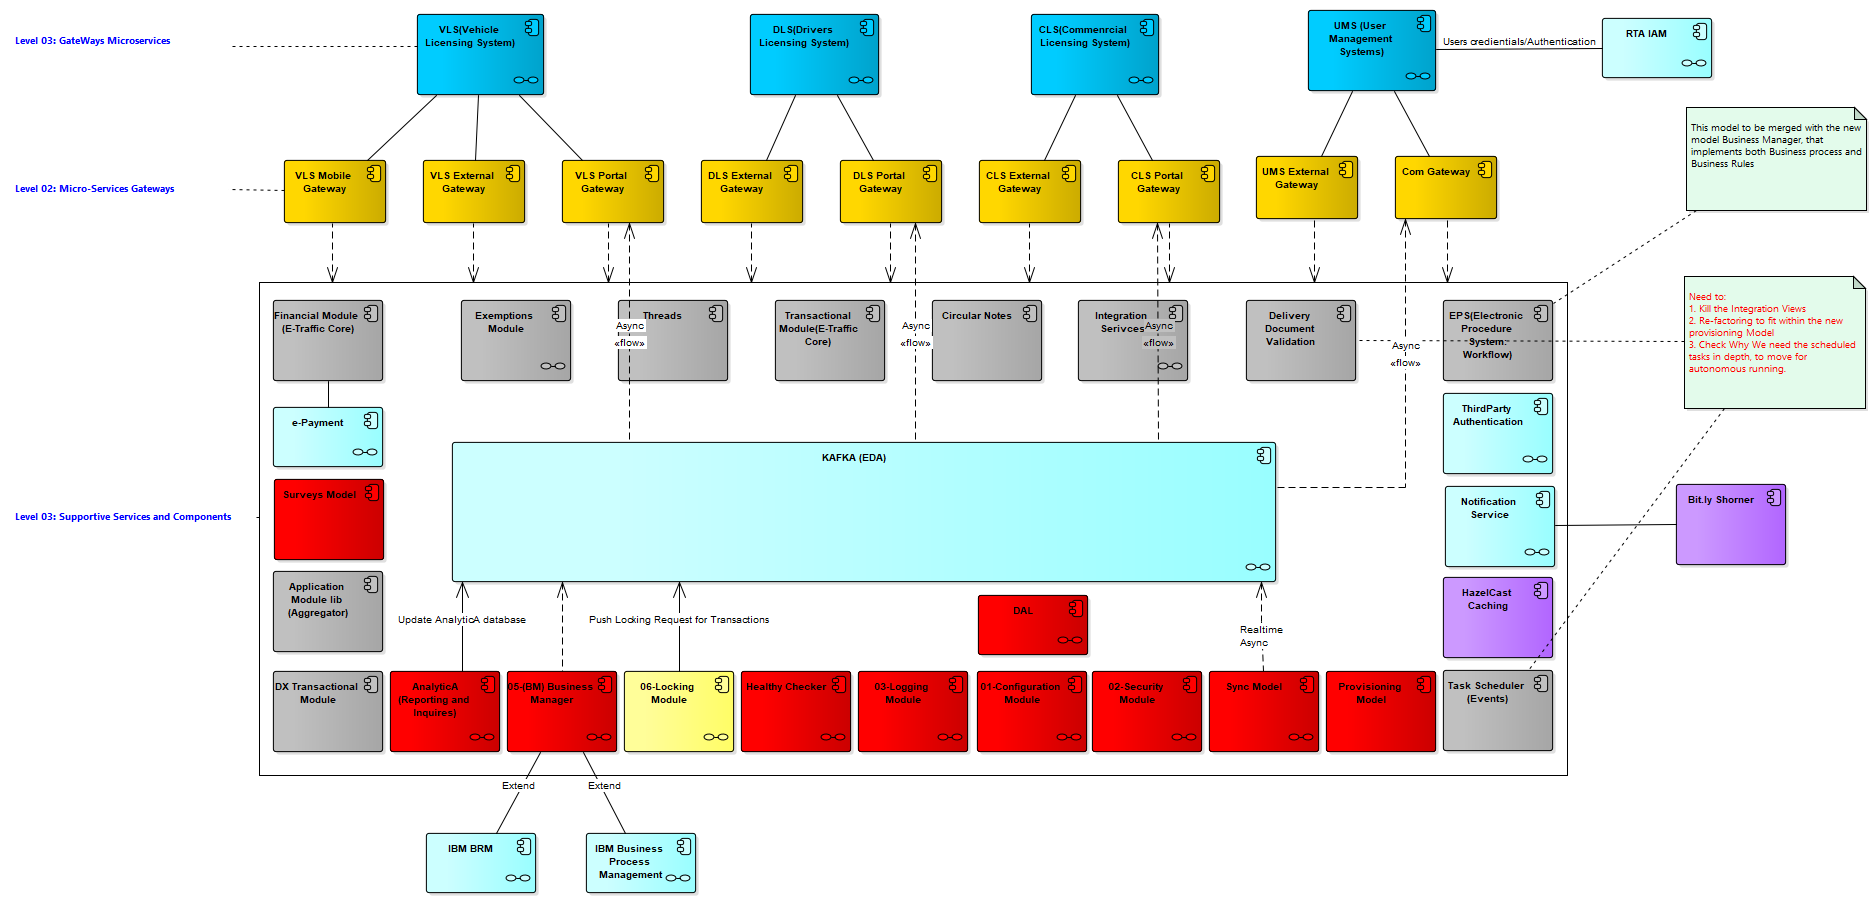 Level 03: GateWays Microservices
VLS(Vehicle
Licensing System)
DLS(Drivers
Licensing System)
CLS(Commenrcial
Licensing System)
UMS (User
Management
Systems)
Users credientials/Authentication
RTA IAM
This model to be merged with the new
model Business Manager, that
implements both Business process and
Business Rules
Level 02: Micro-Services Gateways
VLS Mobile
Gateway
VLS External
Gateway
VLS Portal
Gateway
DLS External
Gateway
DLS Portal
Gateway
CLS External
Gateway
CLS Portal
Gateway
UMS External
Gateway
Com Gateway
Need to:
1. Kill the Integration Views
2. Re-factoring to fit within the new
provisioning Model
3. Check Why We need the scheduled
tasks in depth, to move for
autonomous running.
Financial Module
(E-Traffic Core)
Exemptions
Module
Threads
Transactional
Module(E-Traffic
Core)
Circular Notes
Integration
Serivces
Delivery
Document
Validation
EPS(Electronic
Procedure
System:
Workflow)
Async
«flow»
Async
«flow»
Async
«flow»
Async
«flow»
e-Payment
ThirdParty
Authentication
KAFKA (EDA)
Surveys Model
Level 03: Supportive Services and Components
Notification
Service
Bit.ly Shorner
Application
Module lib
(Aggregator)
HazelCast
Caching
DAL
Update AnalyticA database
Push Locking Request for Transactions
Realtime
Async
DX Transactional
Module
AnalyticA
(Reporting and
Inquires)
05-(BM) Business
Manager
06-Locking
Module
Healthy Checker
03-Logging
Module
01-Configuration
Module
02-Security
Module
Sync Model
Provisioning
Model
Task Scheduler
(Events)
Extend
Extend
IBM BRM
IBM Business
Process
Management